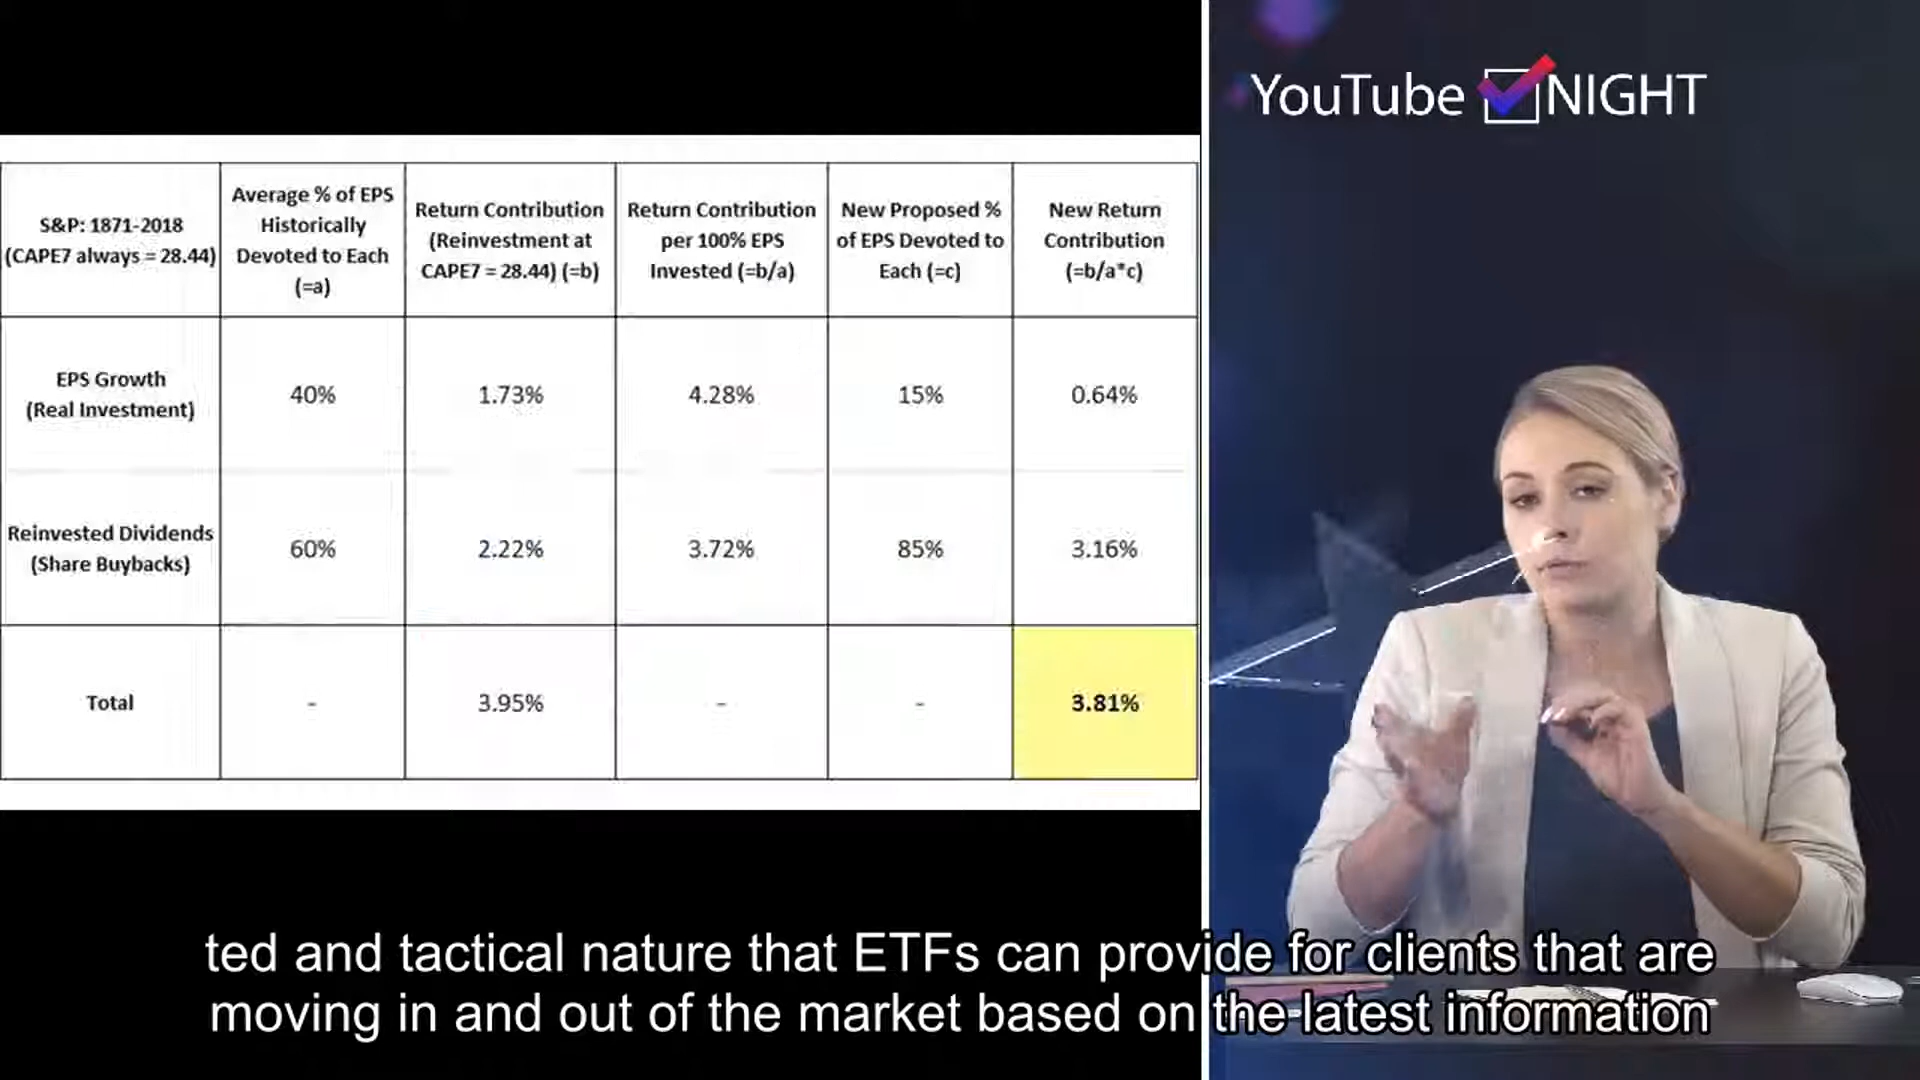 YouTube NIGHT
S&P: 1871-2018
(CAPE7 always = 28.44)
Average % of EPS
Historically
Devoted to Each
(=a)
Return Contribution
(Reinvestment at
CAPE7 = 28.44) (=b)
Return Contribution
per 100% EPS
Invested (=b/a)
New Proposed %
of EPS Devoted to
Each (=c)
New Return
Contribution
(=b/a*c)
EPS Growth
(Real Investment)
40%
1.73%
4.28%
15%
0.64%
Reinvested Dividends
(Share Buybacks)
60%
2.22%
3.72%
85%
3.16%
Total
-
3.95%
-
-
3.81%
ted and tactical nature that ETFs can provide for clients that are
moving in and out of the market based on the latest information